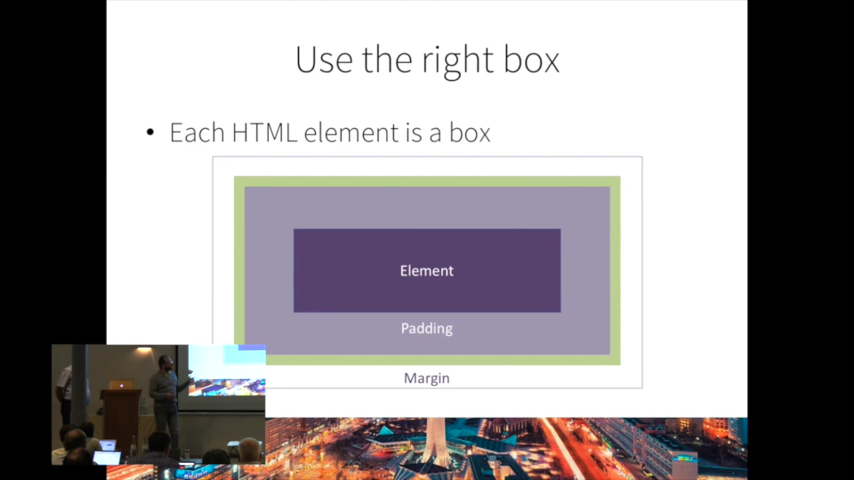 Use the right box
• Each HTML element is a box
Element
Padding
Margin